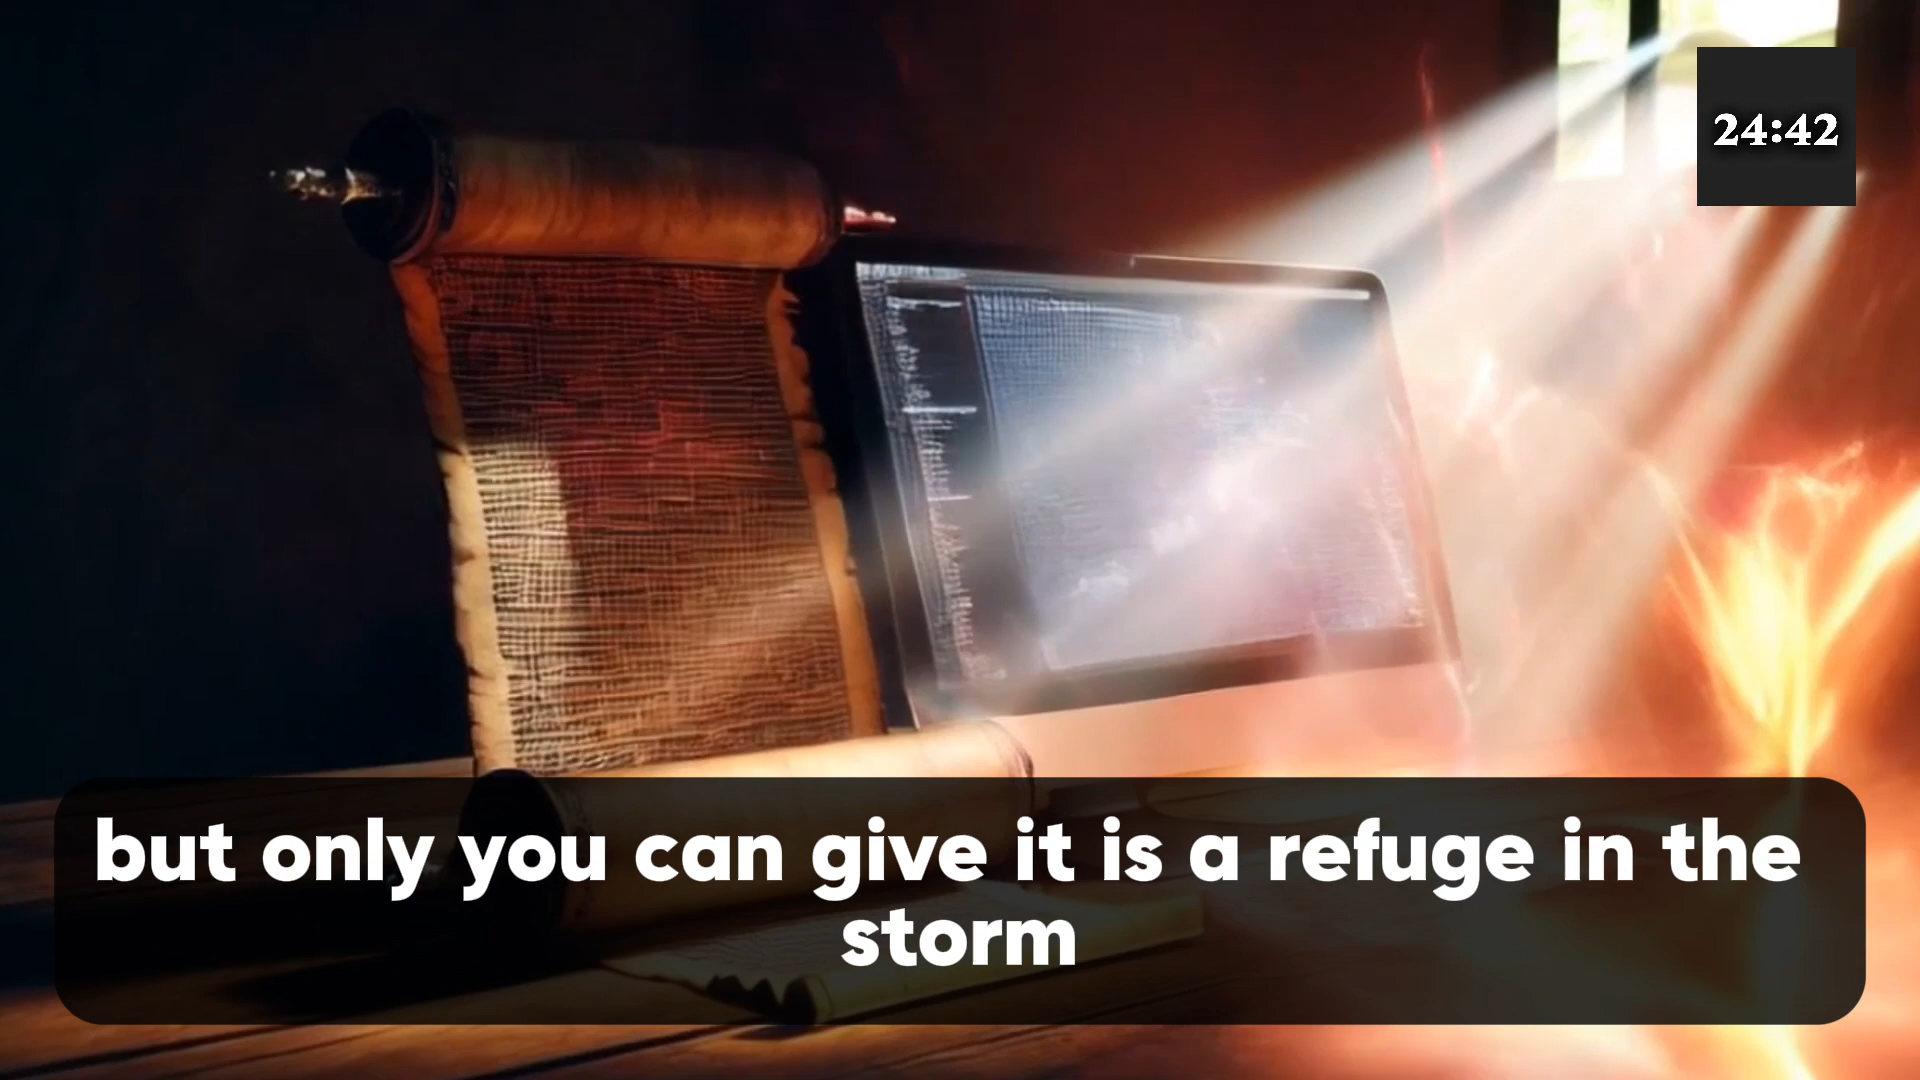 24:42
but only you can give it is a refuge in the
storm